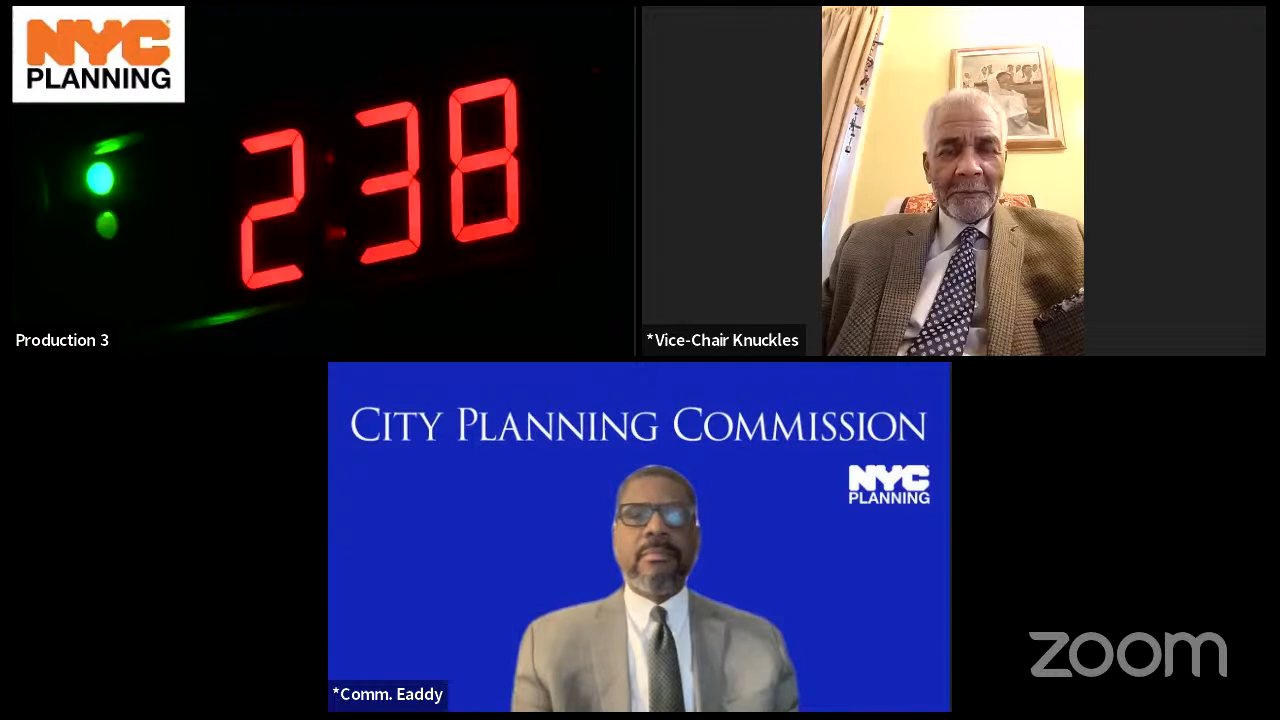 NYC
PLANNING
2:38
Production 3
*Vice-Chair Knuckles
CITY PLANNING COMMISSION
NYC
PLANNING
*Comm. Eaddy
zoom